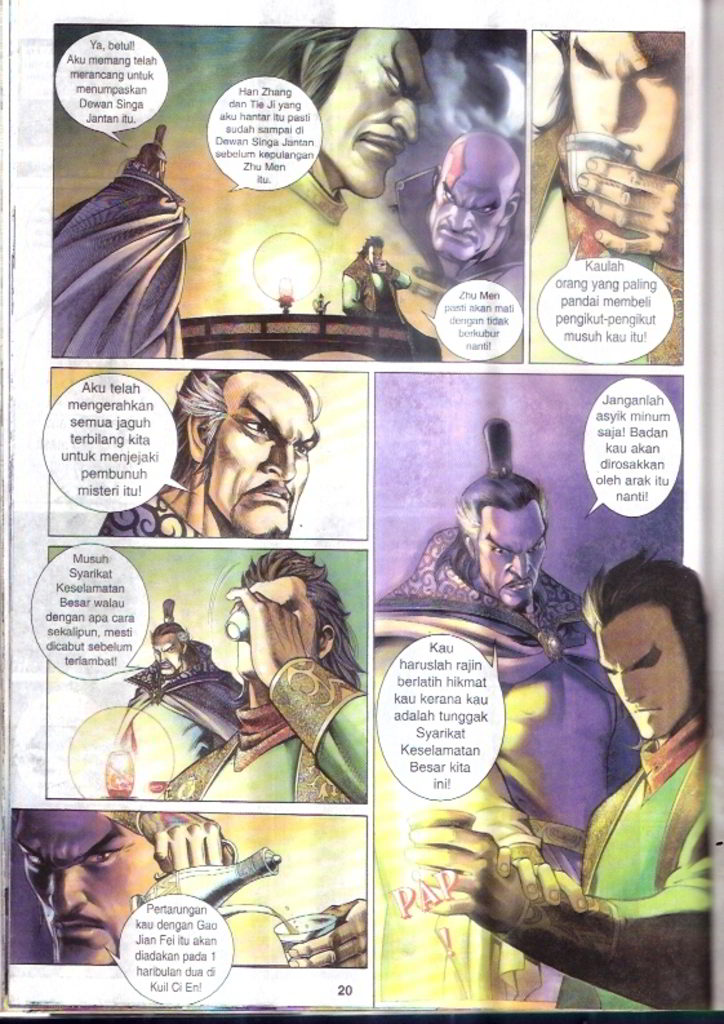 Ya, betul!
Aku memang telah
merancang untuk
menumpaskan
Dewan Singa
Jantan itu.
Han Zhang
dan Tie Ji yang
aku hantar itu pasti
sudah sampai di
Dewan Singa Jantan
sebelum kepulangan
Zhu Men
itu.
Zhu Men
pasti akan mati
dengan tidak
berkubur
nanti!
Kaulah
orang yang paling
pandai membeli
pengikut-pengikut
musuh kau itu!
Aku telah
mengerahkan
semua jaguh
terbilang kita
untuk menjejaki
pembunuh
misteri itu!
Musuh
Syarikat
Keselamatan
Besar walau
dengan apa cara
sekalipun, mesti
dicabut sebelum
terlambat!
Pertarungan
kau dengan Gao
Jian Fei itu akan
diadakan pada 1
haribulan dua di
Kuil Ci En!
Janganlah
asyik minum
saja! Badan
kau akan
dirosakkan
oleh arak itu
nanti!
Kau
haruslah rajin
berlatih hikmat
kau kerana kau
adalah tunggak
Syarikat
Keselamatan
Besar kita
ini!
PAP
!
20